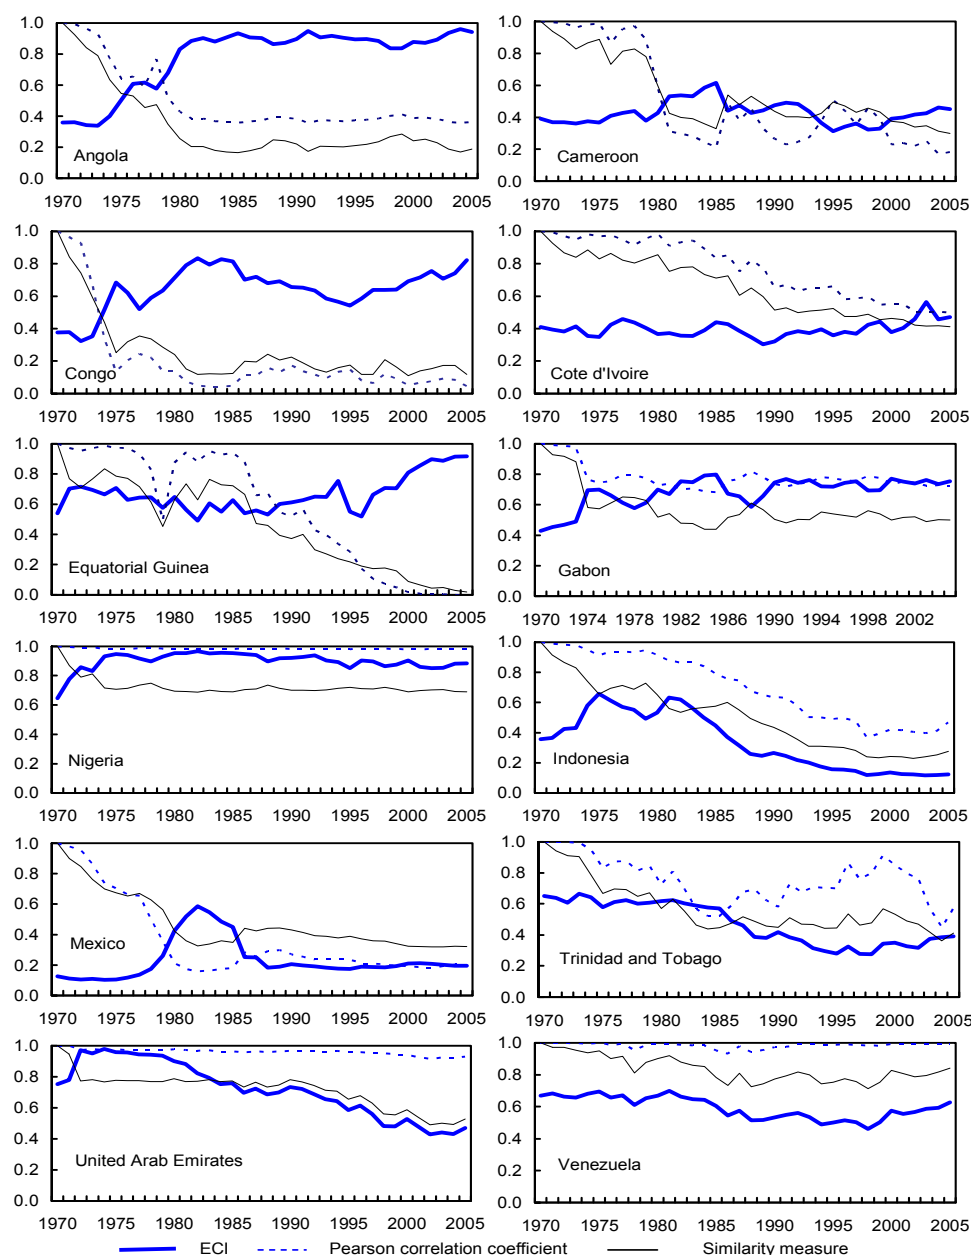 1.0
0.8
0.6
0.4
0.2
0.0
Angola
1970 1975 1980 1985 1990 1995 2000 2005
1.0
0.8
0.6
0.4
0.2
0.0
Cameroon
1970 1975 1980 1985 1990 1995 2000 2005
1.0
0.8
0.6
0.4
0.2
0.0
Congo
1970 1975 1980 1985 1990 1995 2000 2005
1.0
0.8
0.6
0.4
0.2
0.0
Cote d'Ivoire
1970 1975 1980 1985 1990 1995 2000 2005
1.0
0.8
0.6
0.4
0.2
0.0
Equatorial Guinea
1970 1975 1980 1985 1990 1995 2000 2005
1.0
0.8
0.6
0.4
0.2
0.0
Gabon
1970 1974 1978 1982 1986 1990 1994 1998 2002
1.0
0.8
0.6
0.4
0.2
0.0
Nigeria
1970 1975 1980 1985 1990 1995 2000 2005
1.0
0.8
0.6
0.4
0.2
0.0
Indonesia
1970 1975 1980 1985 1990 1995 2000 2005
1.0
0.8
0.6
0.4
0.2
0.0
Mexico
1970 1975 1980 1985 1990 1995 2000 2005
1.0
0.8
0.6
0.4
0.2
0.0
Trinidad and Tobago
1970 1975 1980 1985 1990 1995 2000 2005
1.0
0.8
0.6
0.4
0.2
0.0
United Arab Emirates
1970 1975 1980 1985 1990 1995 2000 2005
1.0
0.8
0.6
0.4
0.2
0.0
Venezuela
1970 1975 1980 1985 1990 1995 2000 2005
ECI Pearson correlation coefficient Similarity measure